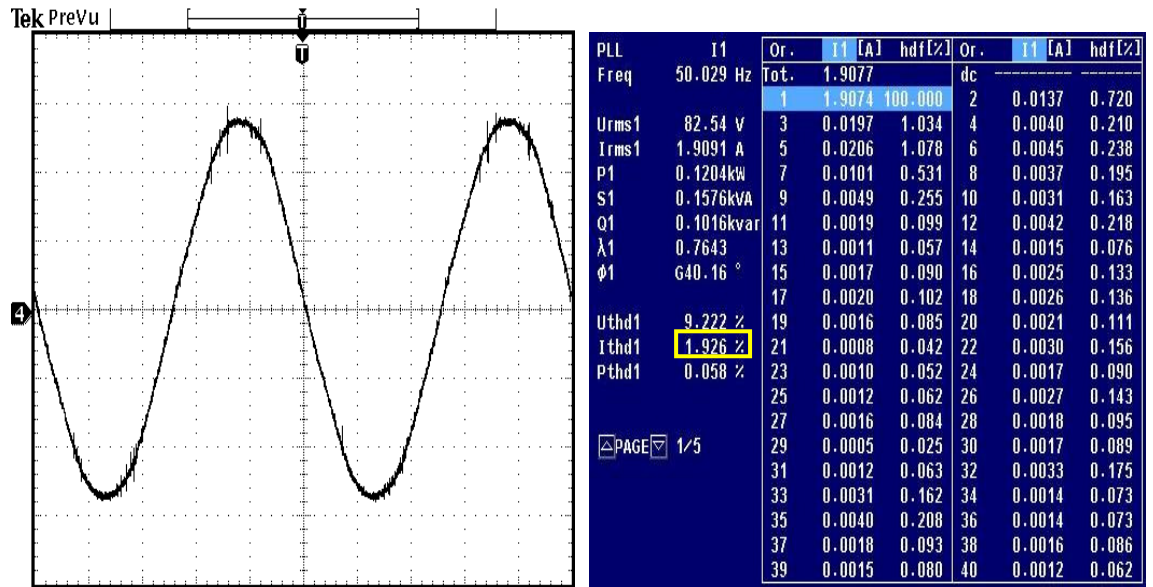 Tek PreVu
T
T
4
PLL I1 Or. I1 [A] hdf[%] Or. I1 [A] hdf[%]
Freq 50.029 Hz Tot. 1.9077 dc --------- -------
1 1.9074 100.000 2 0.0137 0.720
Urms1 82.54 V 3 0.0197 1.034 4 0.0040 0.210
Irms1 1.9091 A 5 0.0206 1.078 6 0.0045 0.238
P1 0.1204kW 7 0.0101 0.531 8 0.0037 0.195
S1 0.1576kVA 9 0.0049 0.255 10 0.0031 0.163
Q1 0.1016kvar 11 0.0019 0.099 12 0.0042 0.218
λ1 0.7643 13 0.0011 0.057 14 0.0015 0.076
ϕ1 G40.16 ° 15 0.0017 0.090 16 0.0025 0.133
17 0.0020 0.102 18 0.0026 0.136
Uthd1 9.222 % 19 0.0016 0.085 20 0.0021 0.111
Ithd1 1.926 % 21 0.0008 0.042 22 0.0030 0.156
Pthd1 0.058 % 23 0.0010 0.052 24 0.0017 0.090
25 0.0012 0.062 26 0.0027 0.143
27 0.0016 0.084 28 0.0018 0.095
△PAGE▽ 1/5 29 0.0005 0.025 30 0.0017 0.089
31 0.0012 0.063 32 0.0033 0.175
33 0.0031 0.162 34 0.0014 0.073
35 0.0040 0.208 36 0.0014 0.073
37 0.0018 0.093 38 0.0016 0.086
39 0.0015 0.080 40 0.0012 0.062